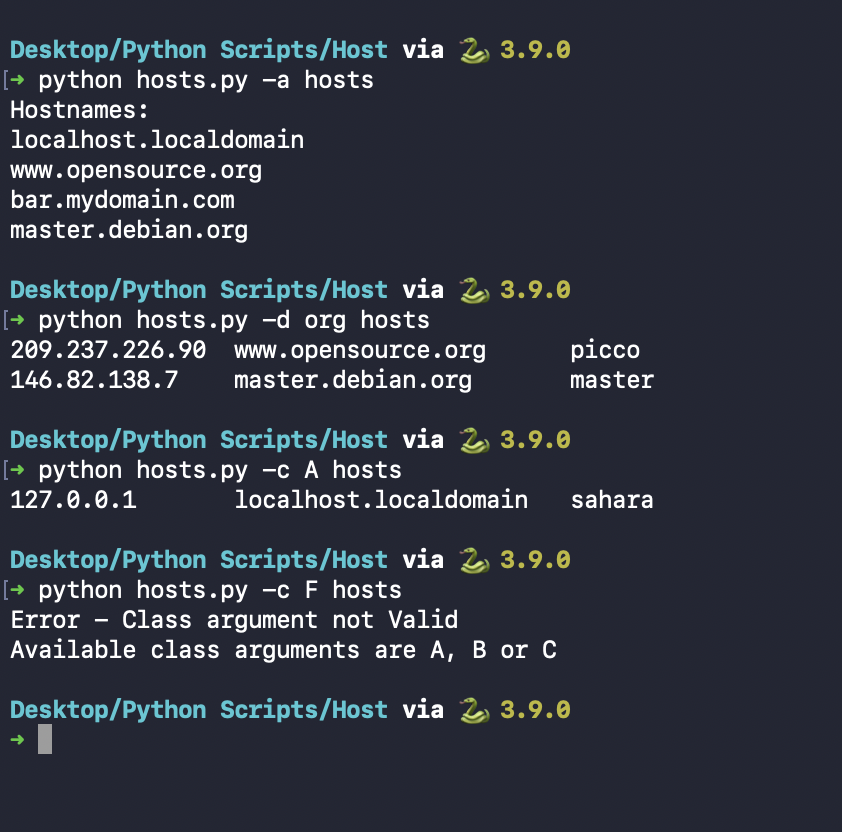 Desktop/Python Scripts/Host via 🐍 3.9.0
[➜ python hosts.py -a hosts
Hostnames:
localhost.localdomain
www.opensource.org
bar.mydomain.com
master.debian.org
Desktop/Python Scripts/Host via 🐍 3.9.0
[➜ python hosts.py -d org hosts
209.237.226.90  www.opensource.org      picco
146.82.138.7    master.debian.org       master
Desktop/Python Scripts/Host via 🐍 3.9.0
[➜ python hosts.py -c A hosts
127.0.0.1       localhost.localdomain   sahara
Desktop/Python Scripts/Host via 🐍 3.9.0
[➜ python hosts.py -c F hosts
Error - Class argument not Valid
Available class arguments are A, B or C
Desktop/Python Scripts/Host via 🐍 3.9.0
➜